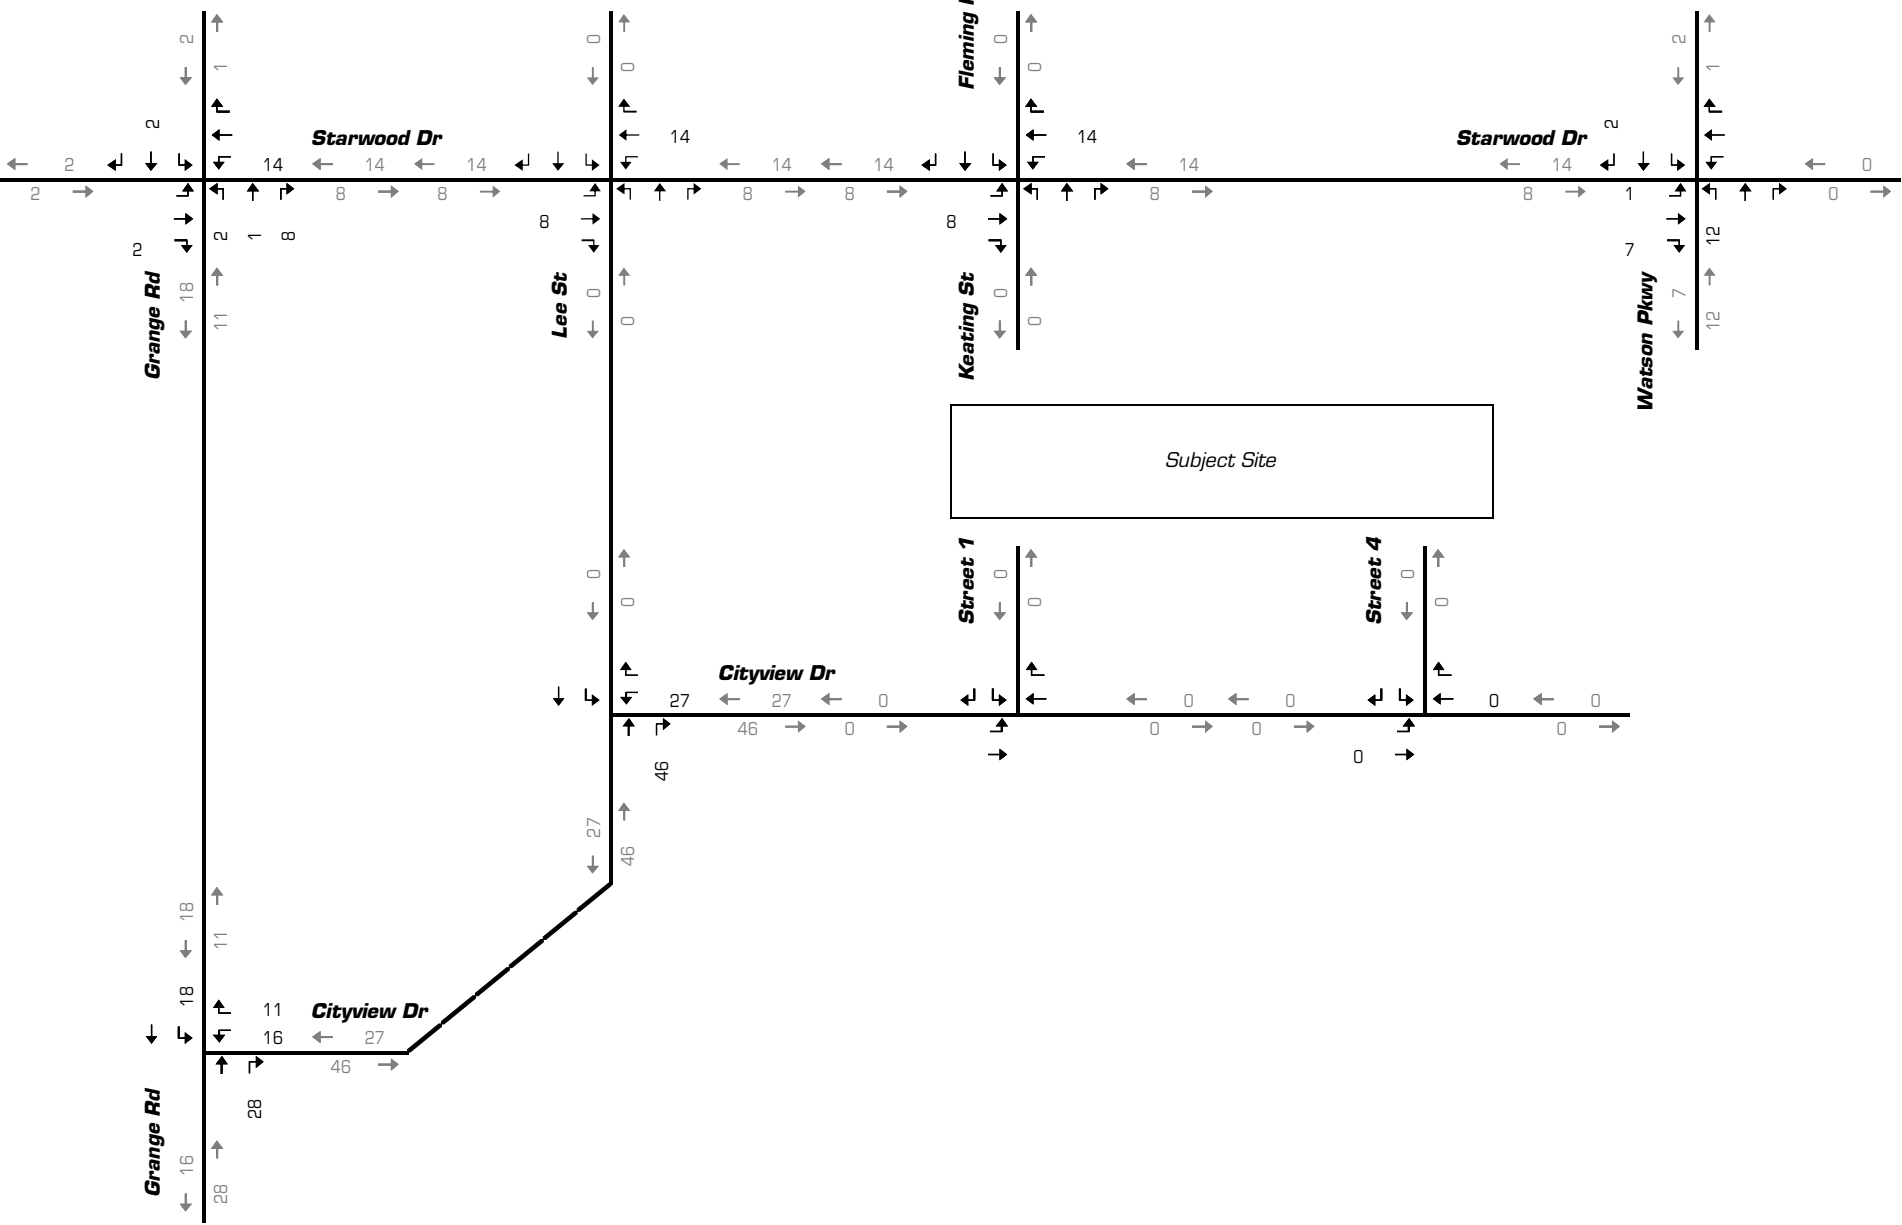 2 1 0 0 Fleming 0 0 2 1
2 Starwood Dr 14 14 Starwood Dr 2
2 14 14 14 14 14 14 14 0
2 8 8 8 8 8 8 1 0
2 2 1 8 8 8 7 12
Grange Rd 18 11 Lee St 0 0 Keating St 0 0 Watson Pkwy 7 12
Subject Site
0 0 Street 1 0 0 Street 4 0 0
Cityview Dr
27 27 0 0 0 0 0
46 0 0 0 0
46 0
27 46
18 11
18 11 Cityview Dr
16 27
46
28
Grange Rd 16 28